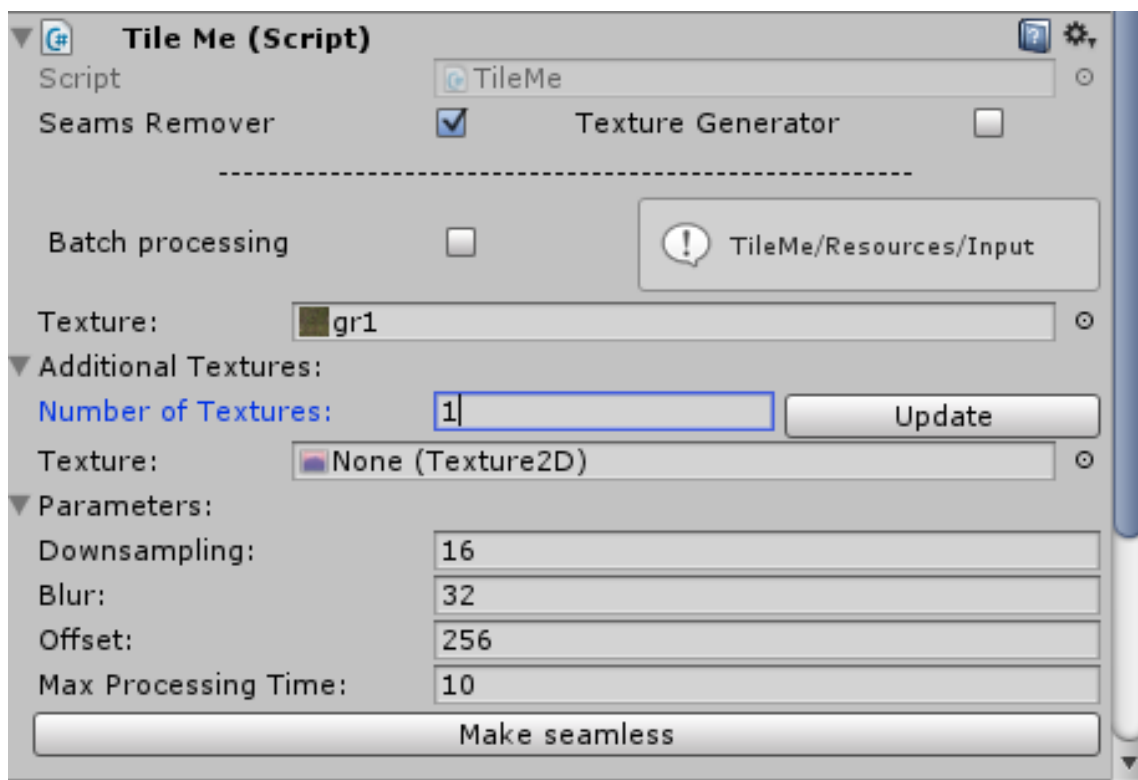 Tile Me (Script)
Script TileMe
Seams Remover Texture Generator
--------------------------------------------------------
Batch processing TileMe/Resources/Input
Texture: gr1
Additional Textures:
Number of Textures: 1 Update
Texture: None (Texture2D)
Parameters:
Downsampling: 16
Blur: 32
Offset: 256
Max Processing Time: 10
Make seamless